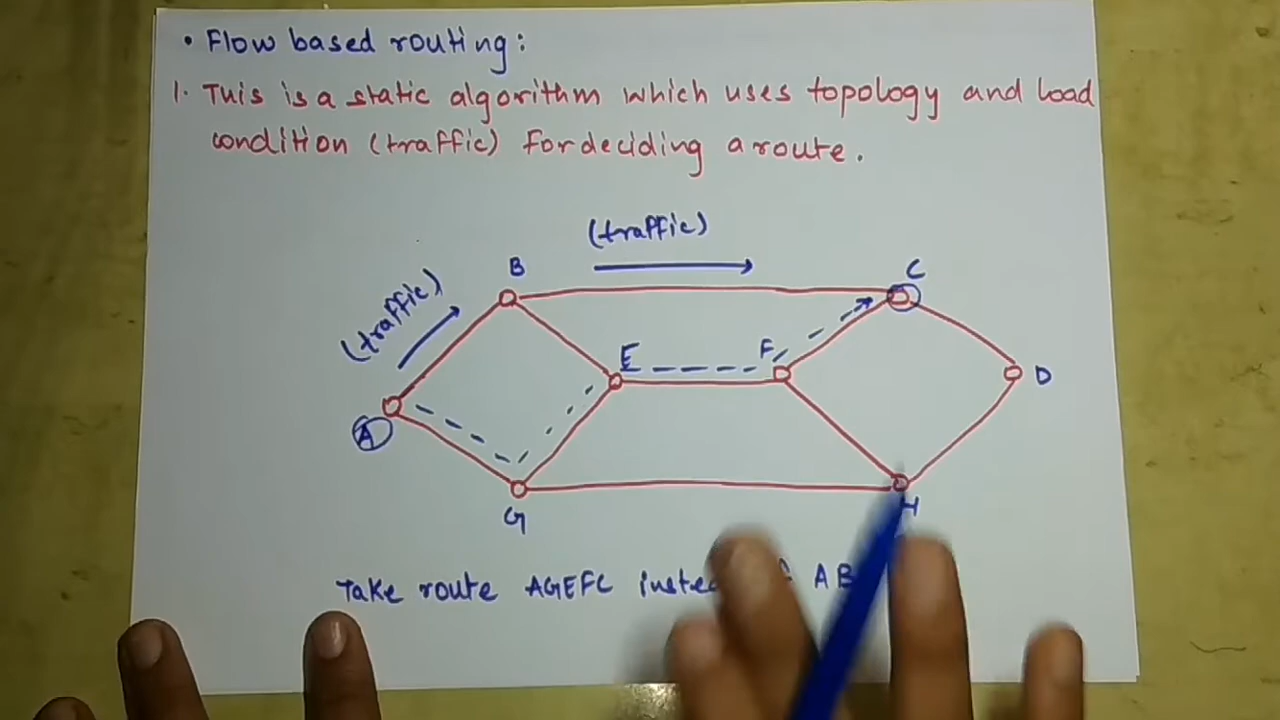 • Flow based routing:
1. This is a static algorithm which uses topology and load
condition (traffic) for deciding a route.
(traffic)
B
C
(traffic)
E
F
D
A
G
H
Take route AGEFC AB